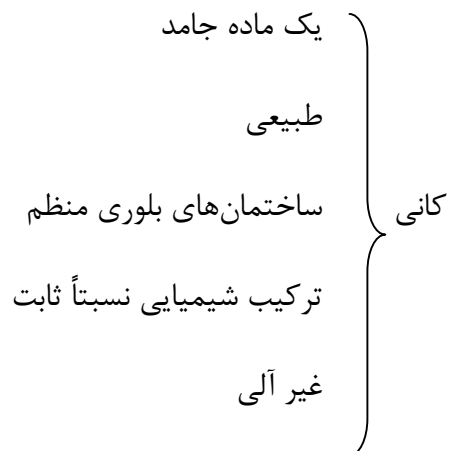 یک ماده جامد
طبیعی
کانی
ساختمان‌های بلوری منظم
ترکیب شیمیایی نسبتاً ثابت
غیر آلی